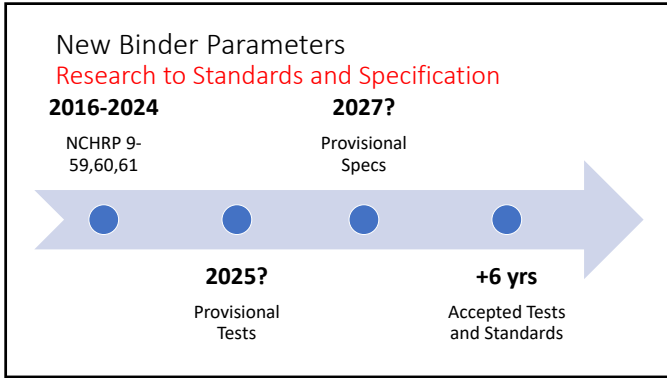 New Binder Parameters
Research to Standards and Specification
2016-2024
NCHRP 9-
59,60,61
2025?
Provisional
Tests
2027?
Provisional
Specs
+6 yrs
Accepted Tests
and Standards